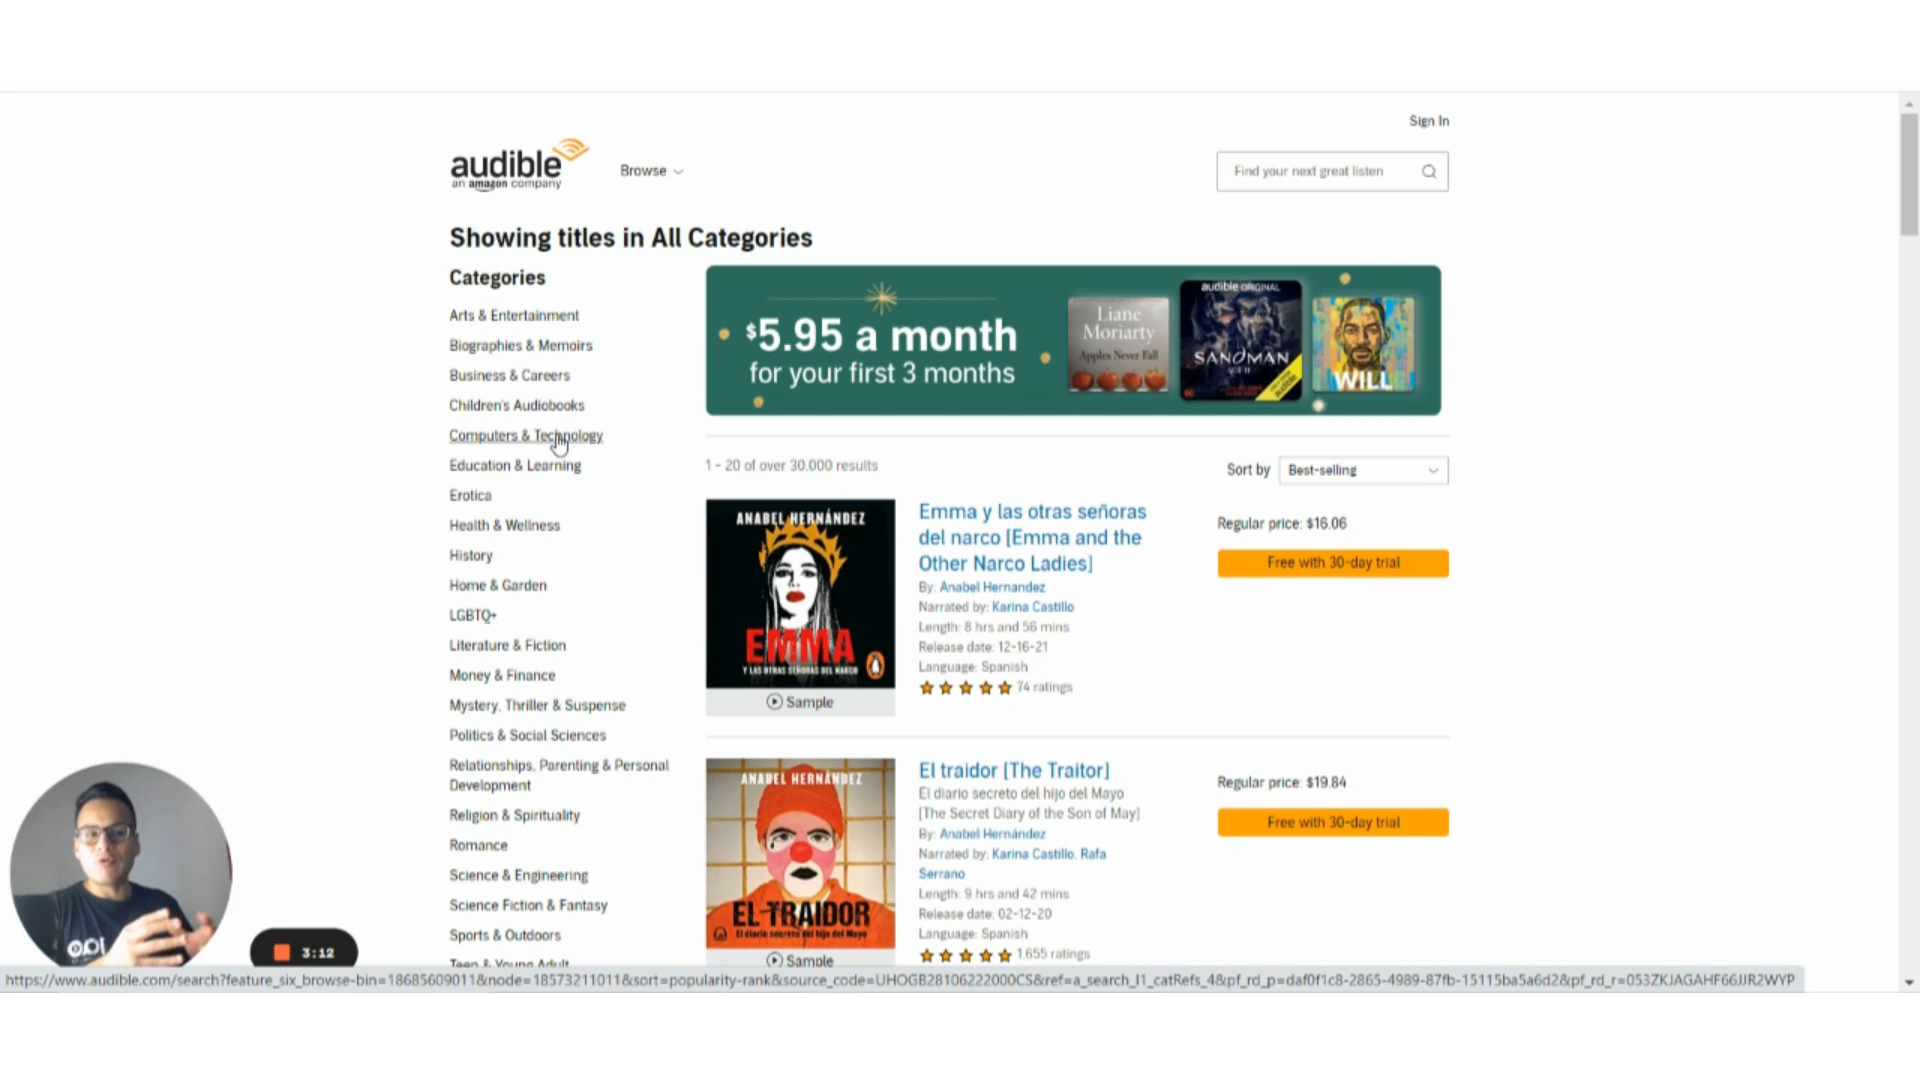 Sign In
audible
an amazon company
Browse
Find your next great listen
Showing titles in All Categories
Categories
Arts & Entertainment
Biographies & Memoirs
Business & Careers
Children's Audiobooks
Computers & Technology
Education & Learning
Erotica
Health & Wellness
History
Home & Garden
LGBTQ+
Literature & Fiction
Money & Finance
Mystery, Thriller & Suspense
Politics & Social Sciences
Relationships, Parenting & Personal
Development
Religion & Spirituality
Romance
Science & Engineering
Science Fiction & Fantasy
Sports & Outdoors
Teen & Young Adult
$5.95 a month
for your first 3 months
Liane
Moriarty
Apples Never Fall
audible ORIGINAL
SANDMAN
ACT II
audible
WILL
1 - 20 of over 30,000 results
Sort by
Best-selling
ANABEL HERNÁNDEZ
EMMA
Y LAS OTRAS SEÑORAS DEL NARCO
Sample
Emma y las otras señoras
del narco [Emma and the
Other Narco Ladies]
By: Anabel Hernandez
Narrated by: Karina Castillo
Length: 8 hrs and 56 mins
Release date: 12-16-21
Language: Spanish
74 ratings
Regular price: $16.06
Free with 30-day trial
ANABEL HERNÁNDEZ
EL TRAIDOR
El diario secreto del hijo del Mayo
Sample
El traidor [The Traitor]
El diario secreto del hijo del Mayo
[The Secret Diary of the Son of May]
By: Anabel Hernández
Narrated by: Karina Castillo, Rafa
Serrano
Length: 9 hrs and 42 mins
Release date: 02-12-20
Language: Spanish
1,655 ratings
Regular price: $19.84
Free with 30-day trial
3:12
https://www.audible.com/search?feature_six_browse-bin=18685609011&node=18573211011&sort=popularity-rank&source_code=UHOGB28106222000CS&ref=a_search_l1_catRefs_4&pf_rd_p=daf0f1c8-2865-4989-87fb-15115ba5a6d2&pf_rd_r=053ZKJAGAHF66JJR2WYP